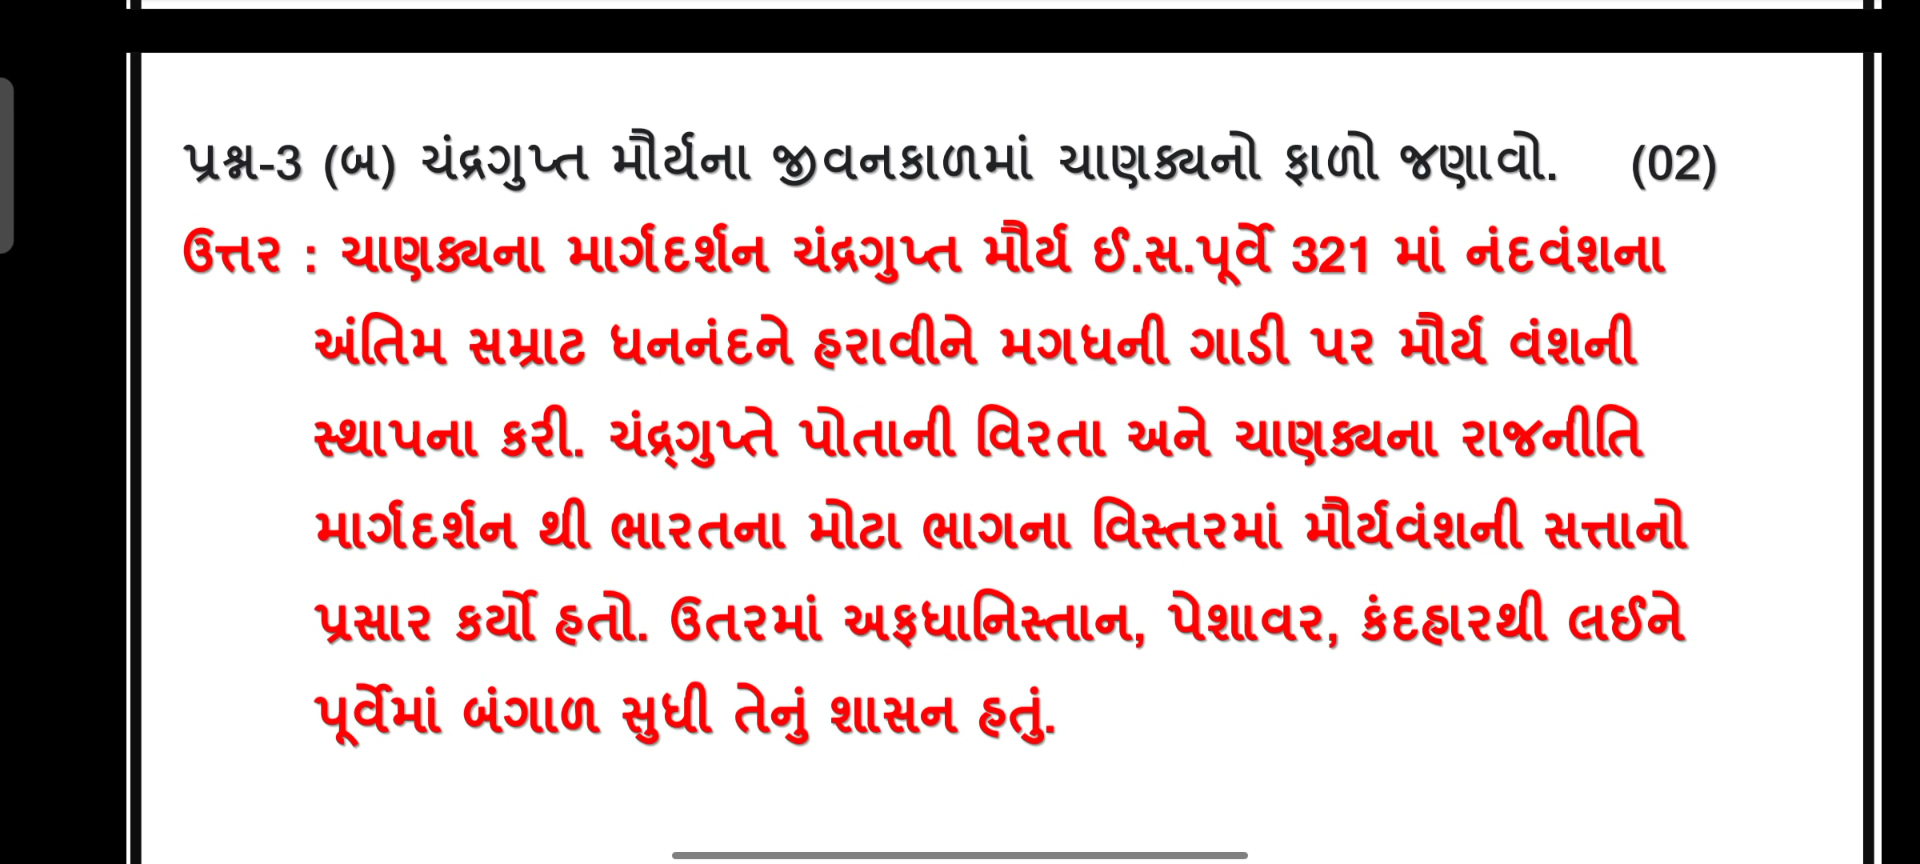 પ્રશ્ન-3 (બ) ચંદ્રગુપ્ત મૌર્યના જીવનકાળમાં ચાણક્યનો ફાળો જણાવો. (02)
ઉત્તર : ચાણક્યના માર્ગદર્શન ચંદ્રગુપ્ત મૌર્ય ઈ.સ.પૂર્વે 321 માં નંદવંશના
અંતિમ સમ્રાટ ધનનંદને હરાવીને મગધની ગાડી પર મૌર્ય વંશની
સ્થાપના કરી. ચંદ્ર્ગુપ્તે પોતાની વિરતા અને ચાણક્યના રાજનીતિ
માર્ગદર્શન થી ભારતના મોટા ભાગના વિસ્તરમાં મૌર્યવંશની સત્તાનો
પ્રસાર કર્યો હતો. ઉતરમાં અફધાનિસ્તાન, પેશાવર, કંદહારથી લઈને
પૂર્વેમાં બંગાળ સુધી તેનું શાસન હતું.